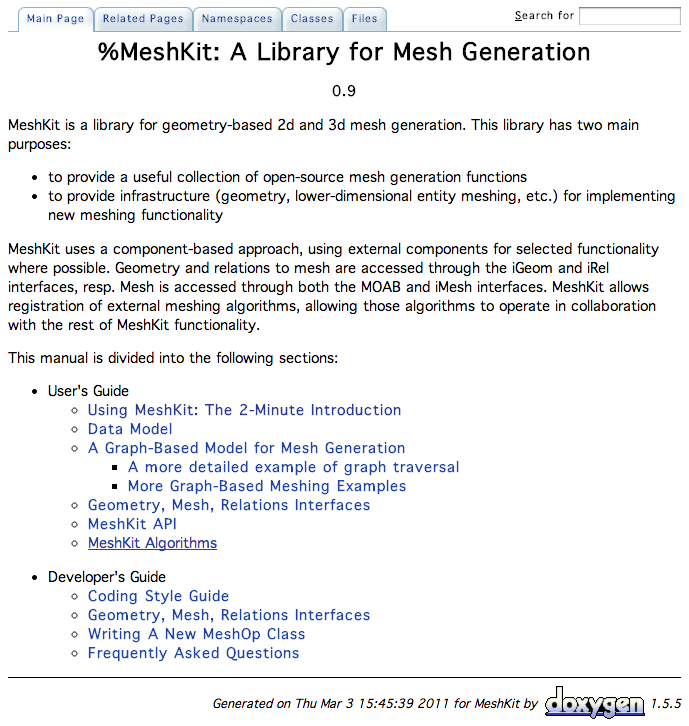 Main Page Related Pages Namespaces Classes Files Search for
%MeshKit: A Library for Mesh Generation
0.9
MeshKit is a library for geometry-based 2d and 3d mesh generation. This library has two main
purposes:
• to provide a useful collection of open-source mesh generation functions
• to provide infrastructure (geometry, lower-dimensional entity meshing, etc.) for implementing
new meshing functionality
MeshKit uses a component-based approach, using external components for selected functionality
where possible. Geometry and relations to mesh are accessed through the iGeom and iRel
interfaces, resp. Mesh is accessed through both the MOAB and iMesh interfaces. MeshKit allows
registration of external meshing algorithms, allowing those algorithms to operate in collaboration
with the rest of MeshKit functionality.
This manual is divided into the following sections:
• User's Guide
◦ Using MeshKit: The 2-Minute Introduction
◦ Data Model
◦ A Graph-Based Model for Mesh Generation
▪ A more detailed example of graph traversal
▪ More Graph-Based Meshing Examples
◦ Geometry, Mesh, Relations Interfaces
◦ MeshKit API
◦ MeshKit Algorithms
• Developer's Guide
◦ Coding Style Guide
◦ Geometry, Mesh, Relations Interfaces
◦ Writing A New MeshOp Class
◦ Frequently Asked Questions
Generated on Thu Mar 3 15:45:39 2011 for MeshKit by doxygen 1.5.5